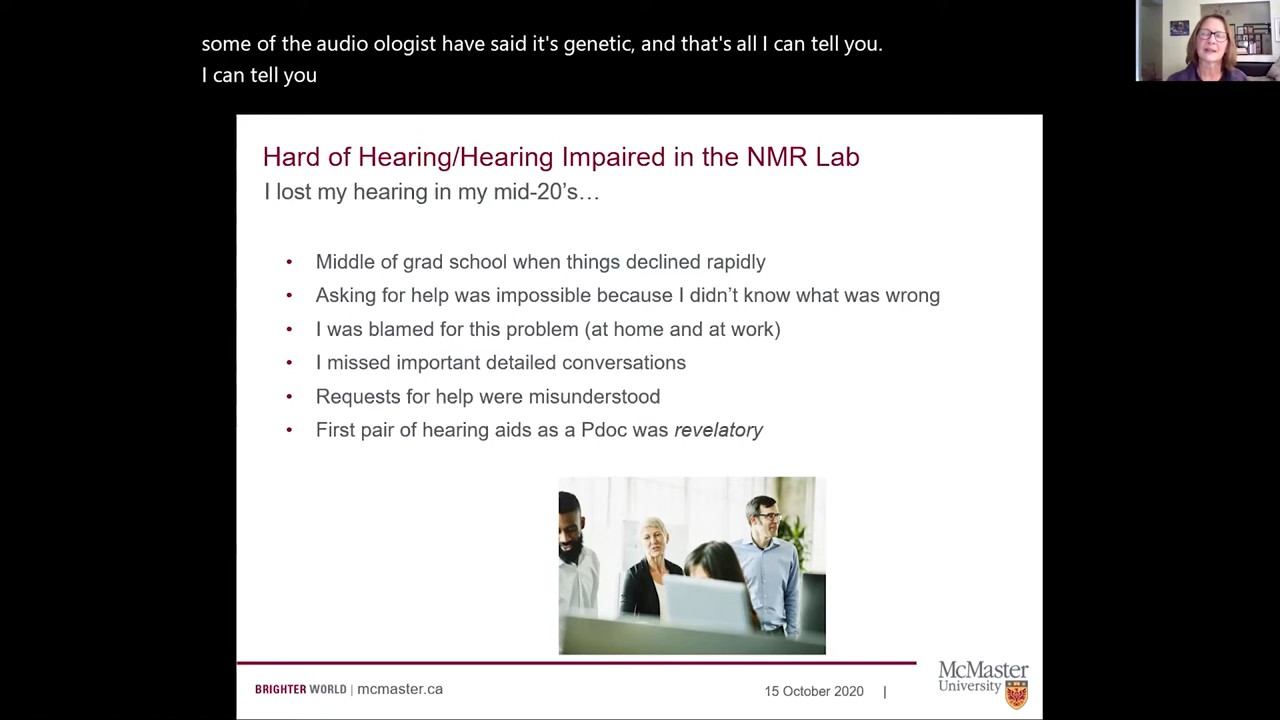 some of the audio ologist have said it's genetic, and that's all I can tell you.
I can tell you
Hard of Hearing/Hearing Impaired in the NMR Lab
I lost my hearing in my mid-20's…
• Middle of grad school when things declined rapidly
• Asking for help was impossible because I didn't know what was wrong
• I was blamed for this problem (at home and at work)
• I missed important detailed conversations
• Requests for help were misunderstood
• First pair of hearing aids as a Pdoc was revelatory
BRIGHTER WORLD | mcmaster.ca
15 October 2020 |
McMaster
University